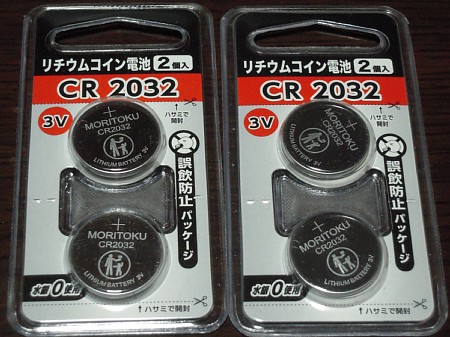 リチウムコイン電池 2個入
CR 2032
3V
↑ハサミで開封
MORITOKU
CR2032
LITHIUM BATTERY 3V
誤飲防止パッケージ
MORITOKU
CR2032
LITHIUM BATTERY 3V
水銀0使用
↑ハサミで開封
リチウムコイン電池 2個入
CR 2032
3V
↑ハサミで開封
MORITOKU
CR2032
LITHIUM BATTERY 3V
誤飲防止パッケージ
MORITOKU
CR2032
LITHIUM BATTERY 3V
水銀0使用
↑ハサミで開封